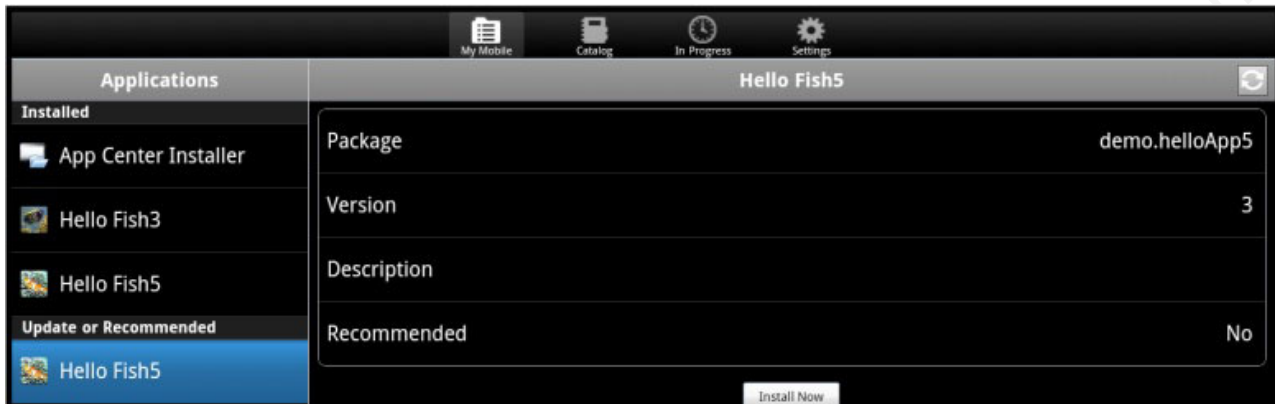 My Mobile Catalog In Progress Settings
Applications
Hello Fish5
Installed
App Center Installer
Hello Fish3
Hello Fish5
Update or Recommended
Hello Fish5
Package demo.helloApp5
Version 3
Description
Recommended No
Install Now